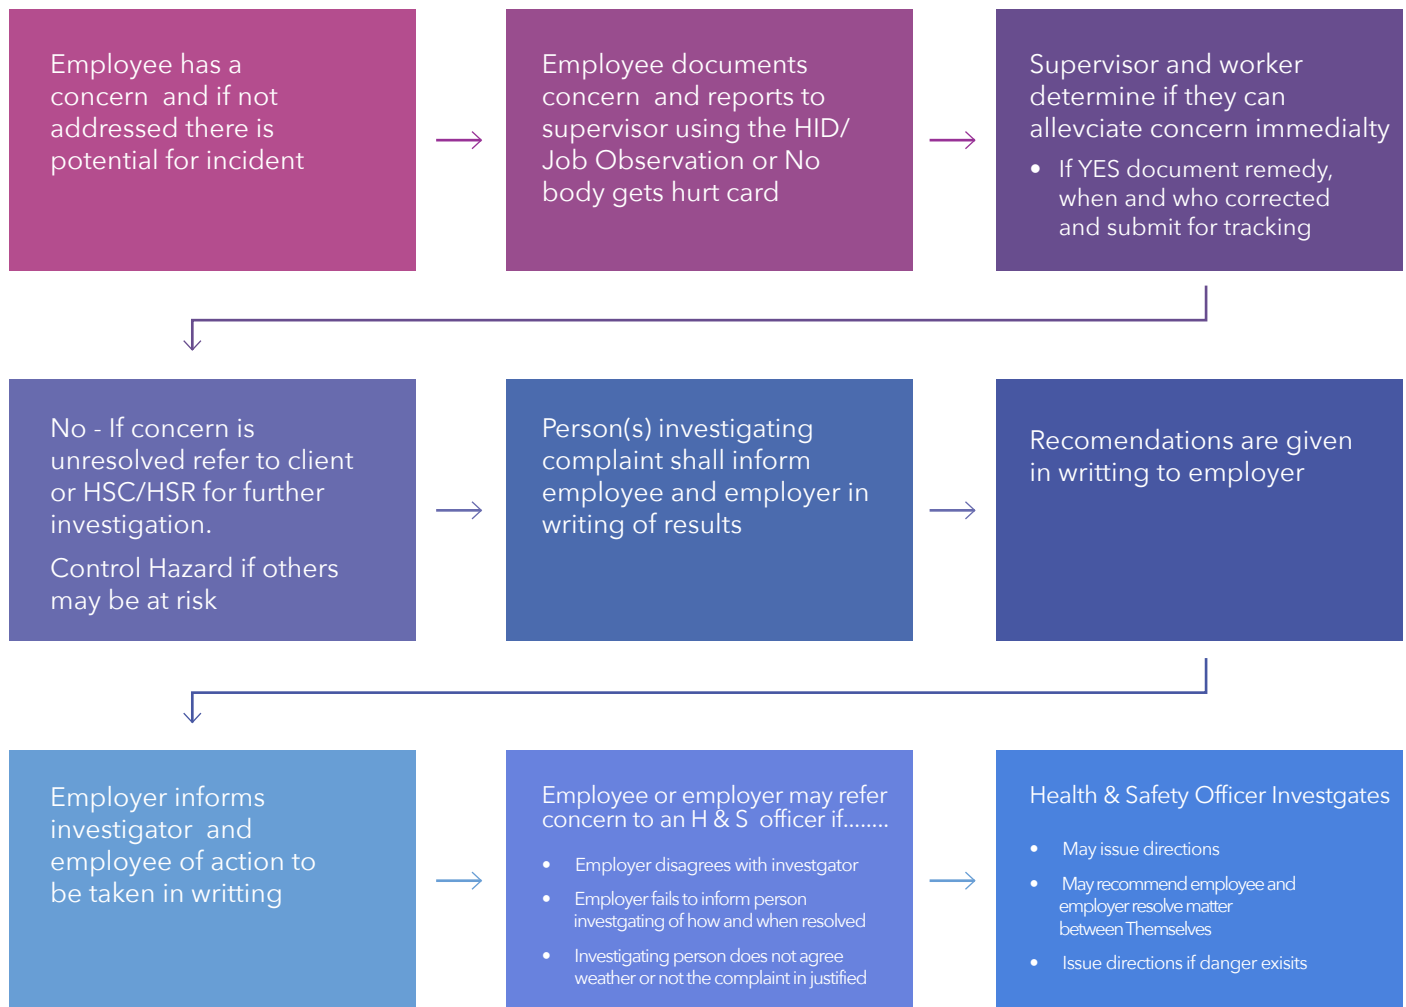 Employee has a
concern and if not
addressed there is
potential for incident
Employee documents
concern and reports to
supervisor using the HID/
Job Observation or No
body gets hurt card
Supervisor and worker
determine if they can
allevciate concern immedialty
• If YES document remedy,
when and who corrected
and submit for tracking
No - If concern is
unresolved refer to client
or HSC/HSR for further
investigation.
Control Hazard if others
may be at risk
Person(s) investigating
complaint shall inform
employee and employer in
writing of results
Recomendations are given
in writting to employer
Employer informs
investigator and
employee of action to
be taken in writting
Employee or employer may refer
concern to an H & S officer if........
• Employer disagrees with investgator
• Employer fails to inform person
investgating of how and when resolved
• Investigating person does not agree
weather or not the complaint in justified
Health & Safety Officer Investgates
• May issue directions
• May recommend employee and
employer resolve matter
between Themselves
• Issue directions if danger exisits